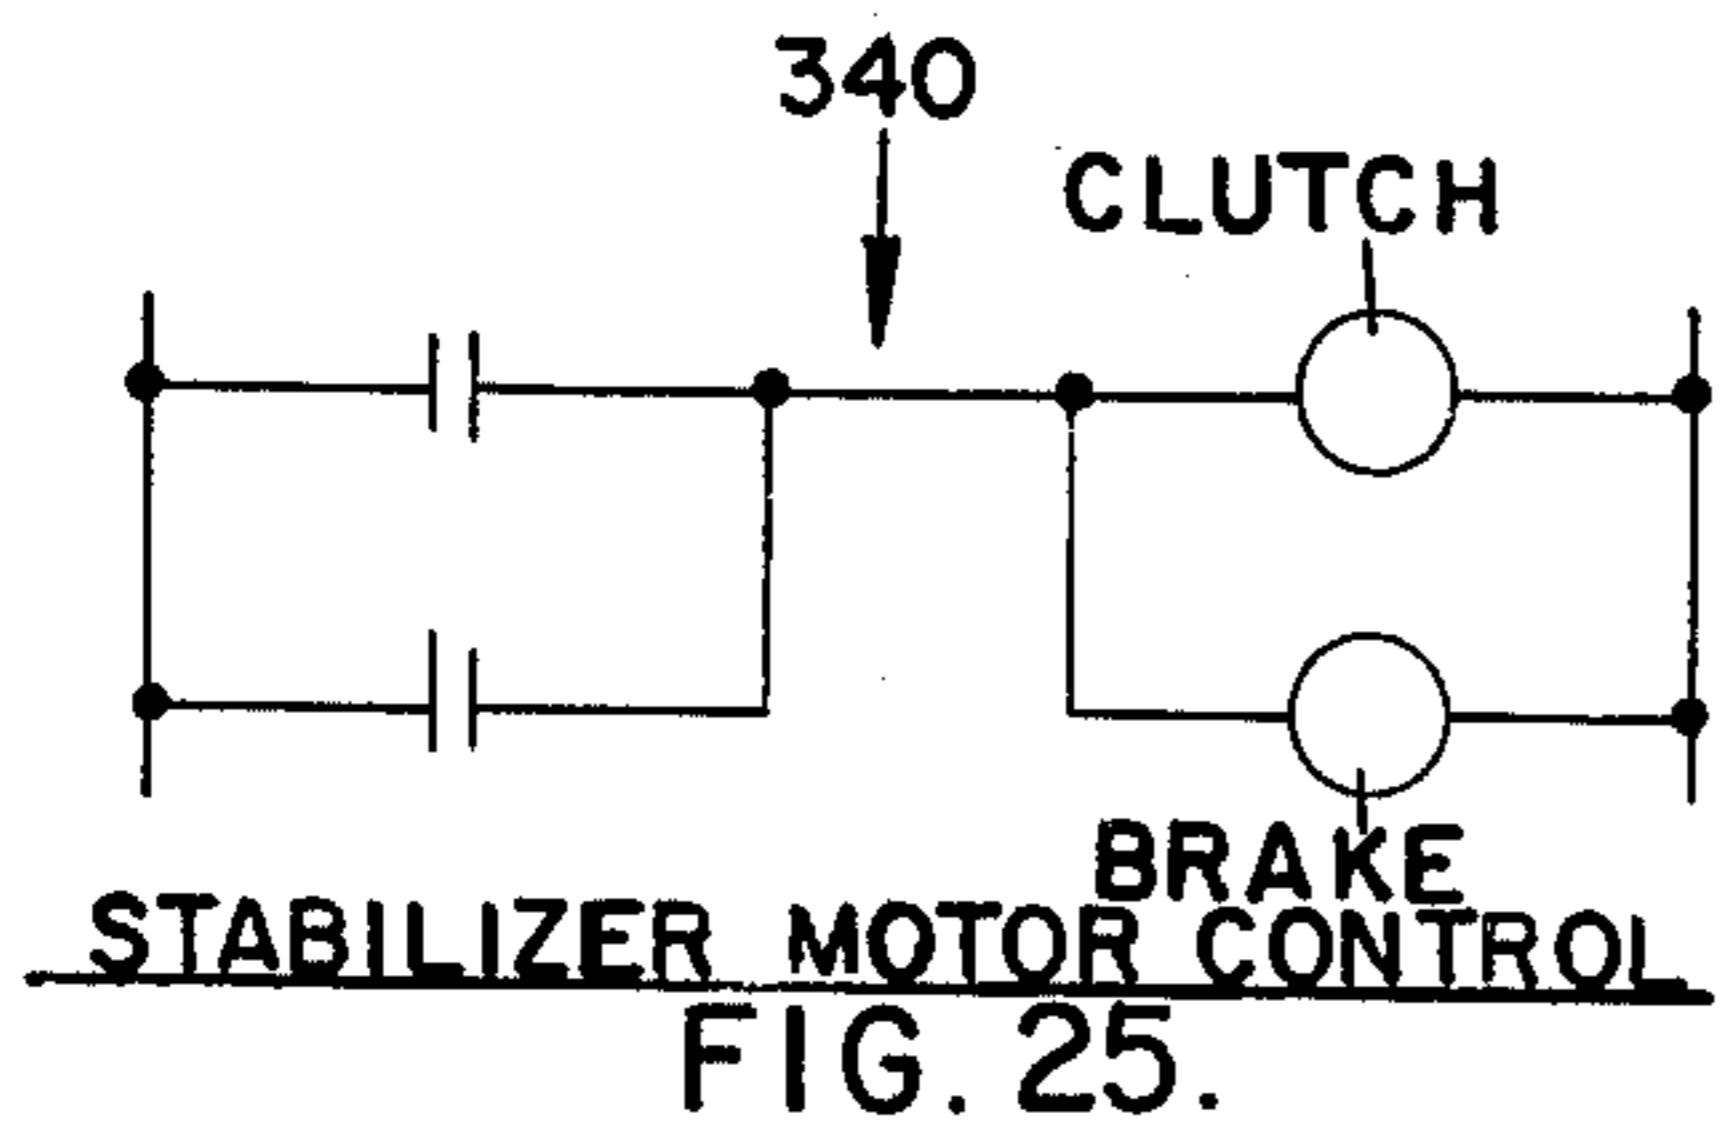 340
CLUTCH
BRAKE
STABILIZER MOTOR CONTROL
FIG. 25.